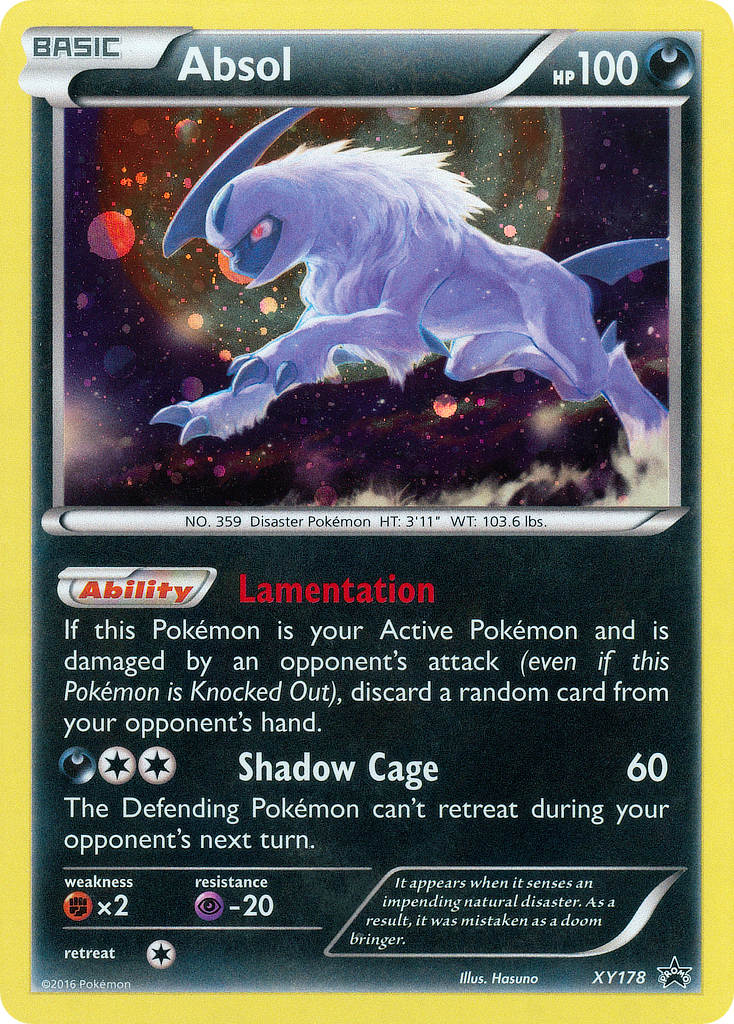 BASIC
Absol
HP100
NO. 359 Disaster Pokémon HT: 3'11" WT: 103.6 lbs.
Ability Lamentation
If this Pokémon is your Active Pokémon and is
damaged by an opponent's attack (even if this
Pokémon is Knocked Out), discard a random card from
your opponent's hand.
Shadow Cage 60
The Defending Pokémon can't retreat during your
opponent's next turn.
weakness resistance
×2 -20
It appears when it senses an
impending natural disaster. As a
result, it was mistaken as a doom
bringer.
retreat
©2016 Pokémon
Illus. Hasuno
XY178
PROMO